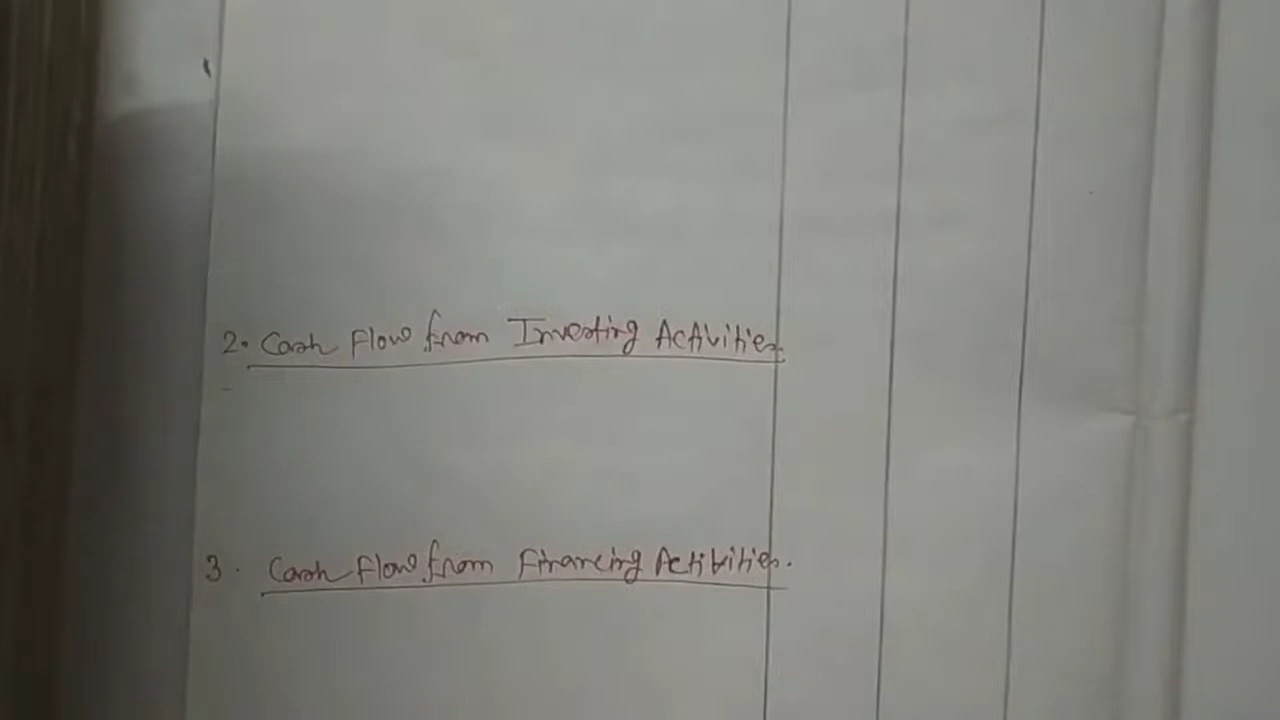 2. Cash Flow from Investing Activities.
3. Cash Flow from Financing Activities.